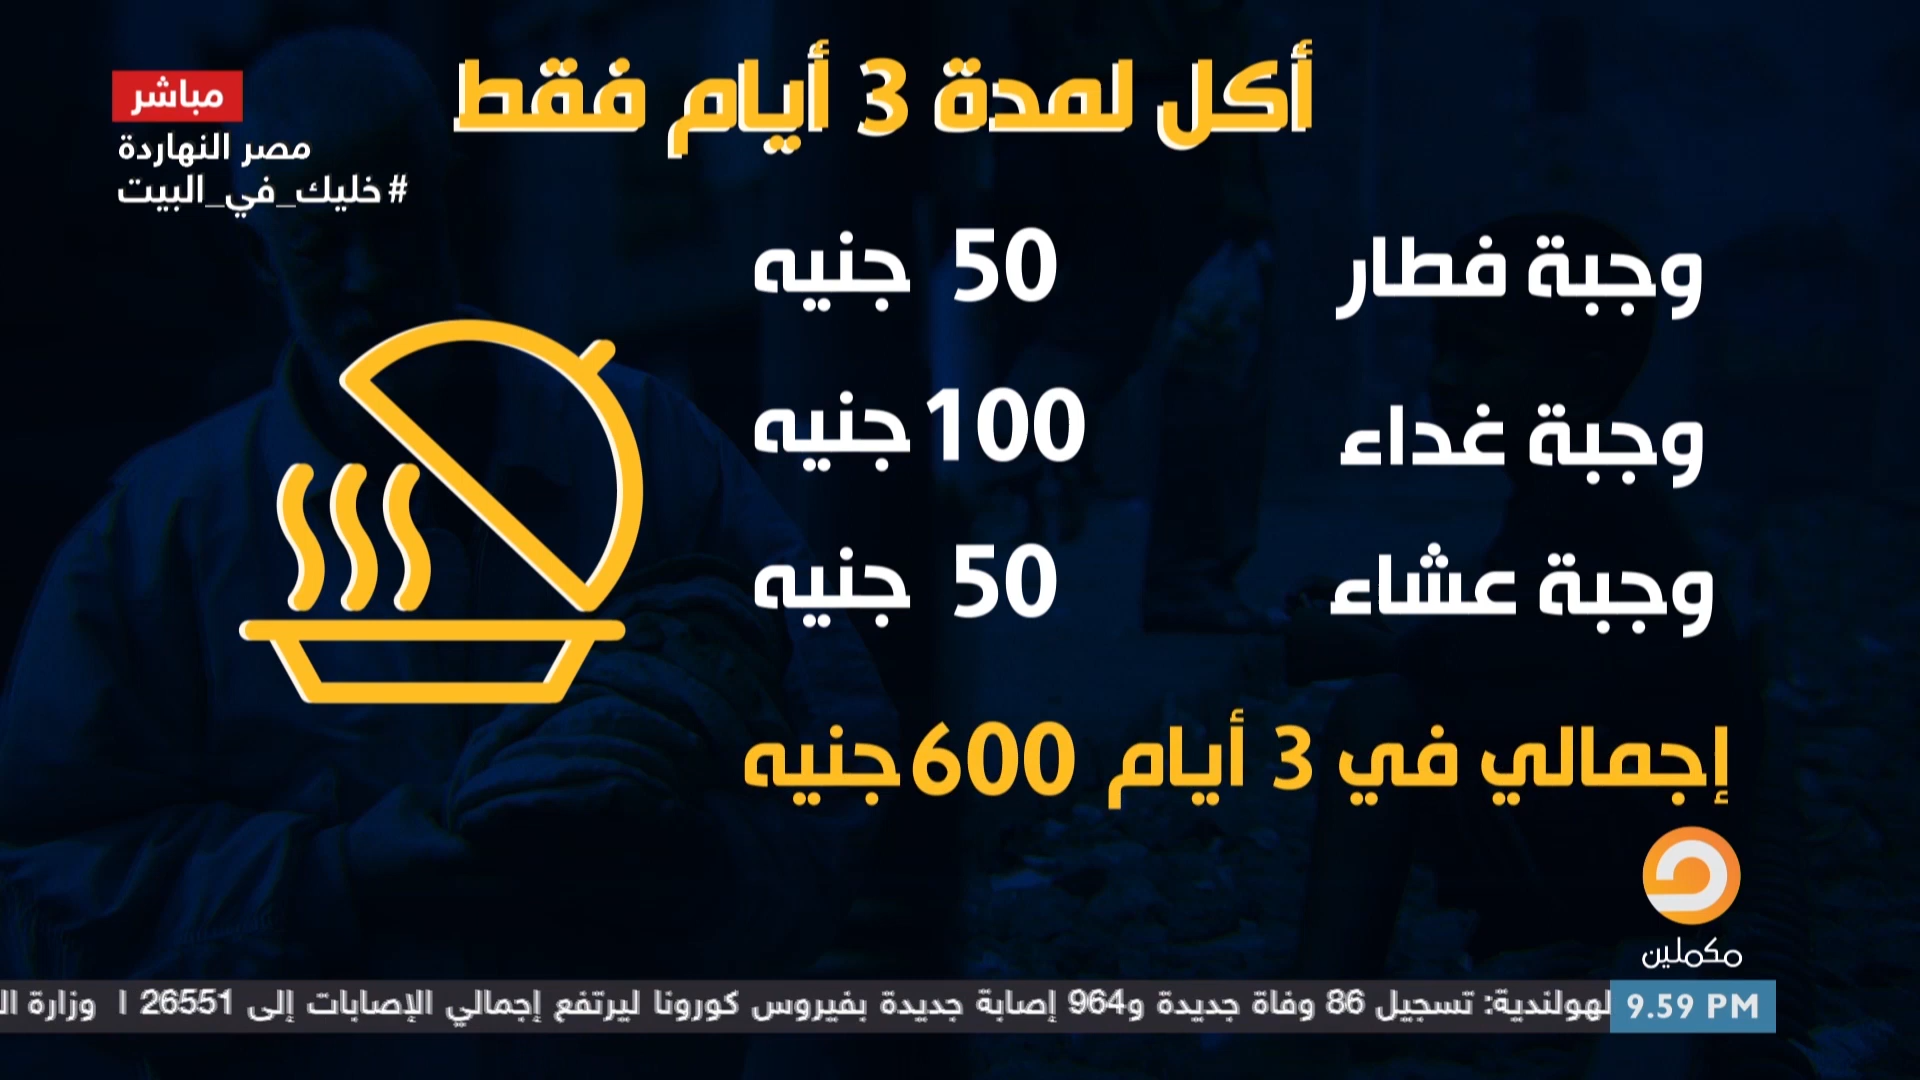 أكل لمدة 3 أيام فقط
مباشر
مصر النهاردة
#خليك_في_البيت
وجبة فطار 50 جنيه
وجبة غداء 100 جنيه
وجبة عشاء 50 جنيه
إجمالي في 3 أيام 600 جنيه
مكملين
لهولندية: تسجيل 86 وفاة جديدة و964 إصابة جديدة بفيروس كورونا ليرتفع إجمالي الإصابات إلى 26551 | وزارة ال
9.59 PM